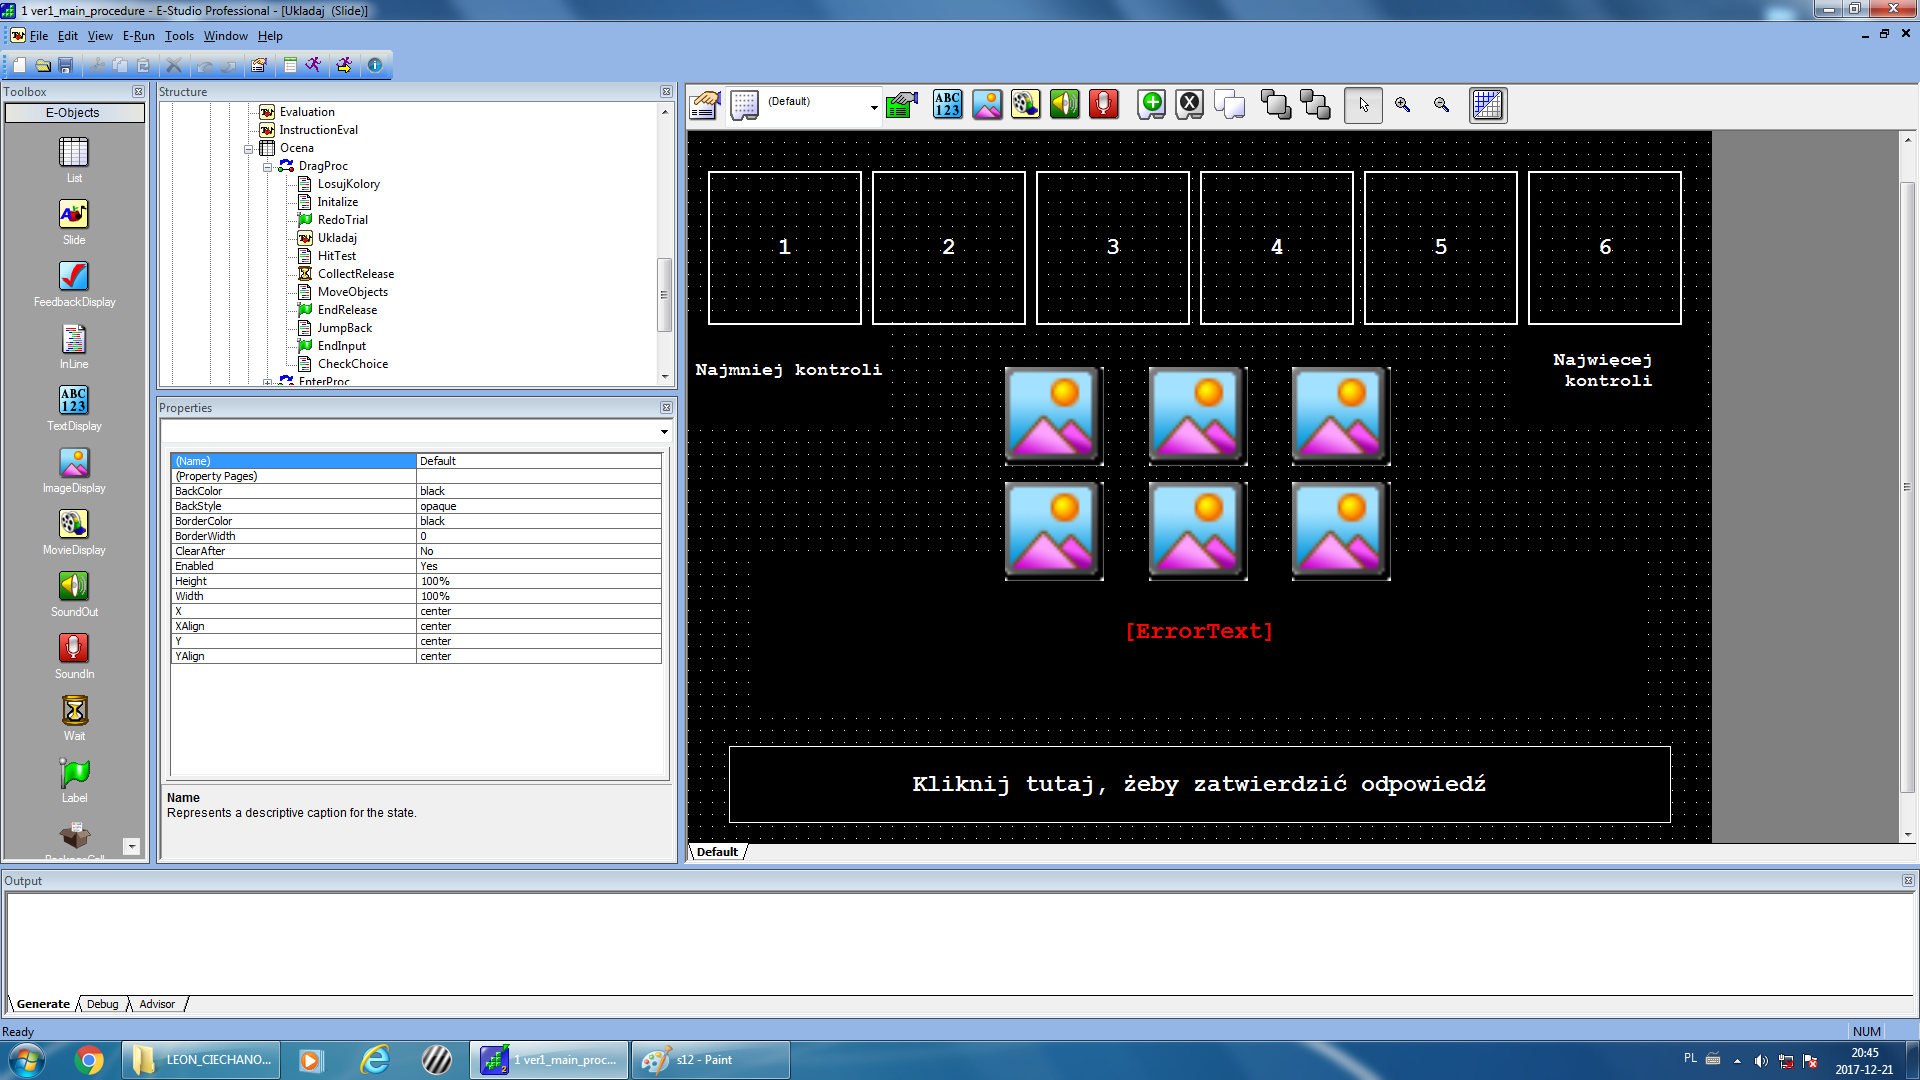 1 ver1_main_procedure - E-Studio Professional - [Ukladaj (Slide)]
File Edit View E-Run Tools Window Help
Toolbox
E-Objects
List
Slide
FeedbackDisplay
InLine
TextDisplay
ImageDisplay
MovieDisplay
SoundOut
SoundIn
Wait
Label
PackageCall
Structure
Evaluation
InstructionEval
Ocena
DragProc
LosujKolory
Initalize
RedoTrial
Ukladaj
HitTest
CollectRelease
MoveObjects
EndRelease
JumpBack
EndInput
CheckChoice
EnterProc
Properties
(Name) Default
(Property Pages)
BackColor black
BackStyle opaque
BorderColor black
BorderWidth 0
ClearAfter No
Enabled Yes
Height 100%
Width 100%
X center
XAlign center
Y center
YAlign center
Name
Represents a descriptive caption for the state.
(Default)
ABC
123
1 2 3 4 5 6
Najmniej kontroli
Najwięcej
kontroli
[ErrorText]
Kliknij tutaj, żeby zatwierdzić odpowiedź
Default
Output
Generate Debug Advisor
Ready
NUM
LEON_CIECHANO...
1 ver1_main_proc...
s12 - Paint
PL
20:45
2017-12-21